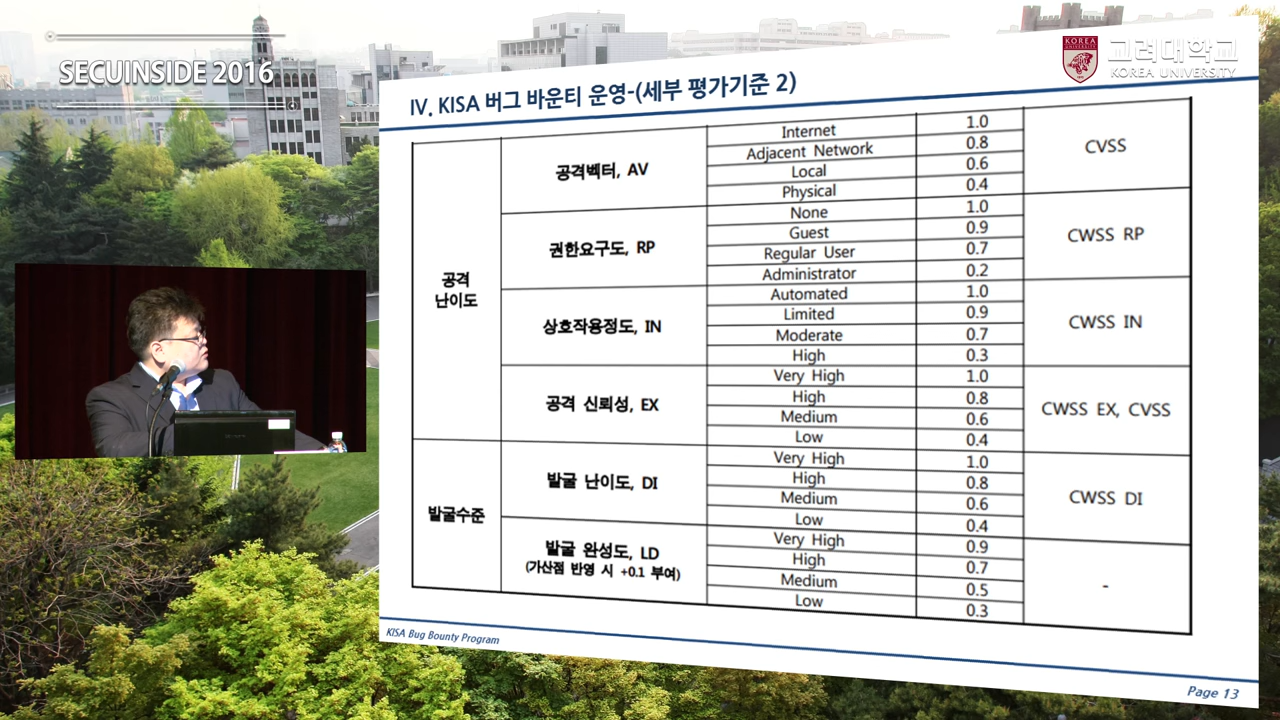 SECUINSIDE 2016
KOREA UNIVERSITY
고려대학교
KOREA UNIVERSITY
IV. KISA 버그 바운티 운영-(세부 평가기준 2)
공격
난이도
공격벡터, AV
Internet 1.0
Adjacent Network 0.8
Local 0.6
Physical 0.4
CVSS
권한요구도, RP
None 1.0
Guest 0.9
Regular User 0.7
Administrator 0.2
CWSS RP
상호작용정도, IN
Automated 1.0
Limited 0.9
Moderate 0.7
High 0.3
CWSS IN
공격 신뢰성, EX
Very High 1.0
High 0.8
Medium 0.6
Low 0.4
CWSS EX, CVSS
발굴수준
발굴 난이도, DI
Very High 1.0
High 0.8
Medium 0.6
Low 0.4
CWSS DI
발굴 완성도, LD
(가산점 반영 시 +0.1 부여)
Very High 0.9
High 0.7
Medium 0.5
Low 0.3
-
KISA Bug Bounty Program
Page 13